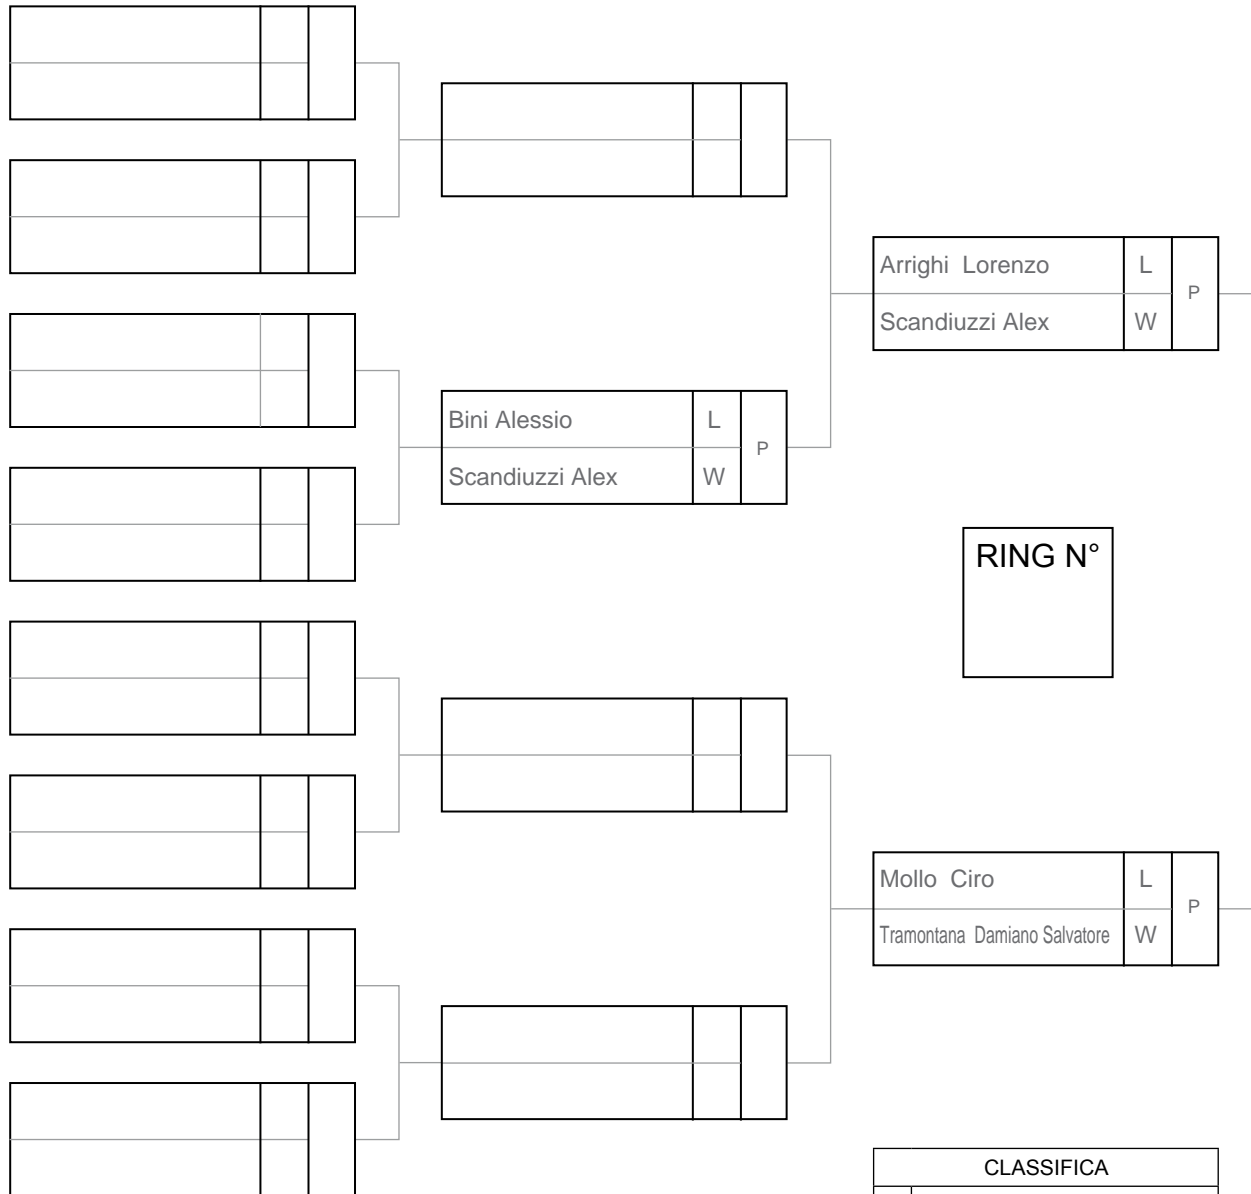 Arrighi  Lorenzo L
P
Scandiuzzi Alex W
Bini Alessio L
P
Scandiuzzi Alex W
RING N°
Mollo  Ciro L
P
Tramontana  Damiano Salvatore W
CLASSIFICA